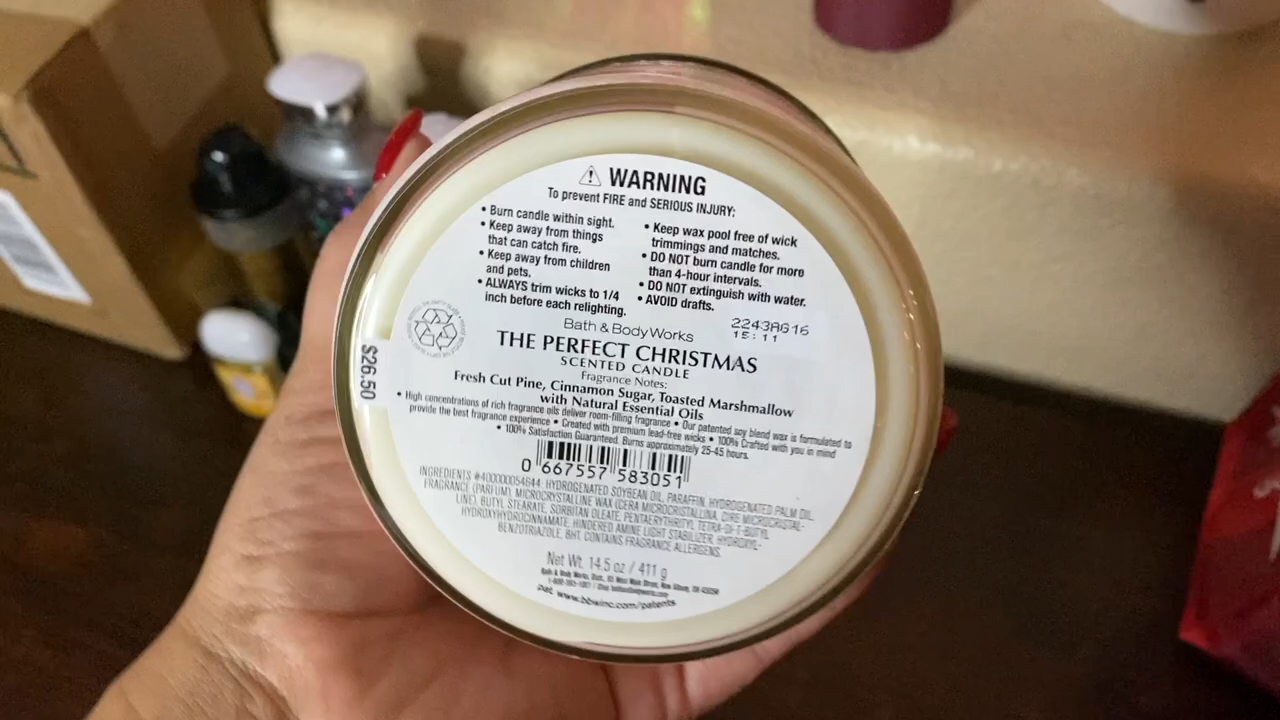 WARNING
To prevent FIRE and SERIOUS INJURY:
• Burn candle within sight.
• Keep away from things
that can catch fire.
• Keep away from children
and pets.
• ALWAYS trim wicks to 1/4
inch before each relighting.
• Keep wax pool free of wick
trimmings and matches.
• DO NOT burn candle for more
than 4-hour intervals.
• DO NOT extinguish with water.
• AVOID drafts.
2243AG16
15:11
Bath & Body Works
THE PERFECT CHRISTMAS
SCENTED CANDLE
$26.50
Fragrance Notes:
Fresh Cut Pine, Cinnamon Sugar, Toasted Marshmallow
with Natural Essential Oils
• High concentrations of rich fragrance oils deliver room-filling fragrance • Our patented soy blend wax is formulated to
provide the best fragrance experience • Created with premium lead-free wicks • 100% Crafted with you in mind
• 100% Satisfaction Guaranteed. Burns approximately 25-45 hours.
0 667557 583051
INGREDIENTS #400000054644: HYDROGENATED SOYBEAN OIL, PARAFFIN, HYDROGENATED PALM OIL,
FRAGRANCE (PARFUM), MICROCRYSTALLINE WAX (CERA MICROCRISTALLINA, CIRE MICROCRISTAL-
LINE), BUTYL STEARATE, SORBITAN OLEATE, PENTAERYTHRITYL TETRA-DI-T-BUTYL
HYDROXYHYDROCINNAMATE, HINDERED AMINE LIGHT STABILIZER, HYDROXYL-
BENZOTRIAZOLE, BHT. CONTAINS FRAGRANCE ALLERGENS.
Net Wt. 14.5 oz / 411 g
Bath & Body Works, Dist.,
pat. www.bbwinc.com/patents